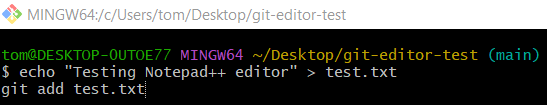 MINGW64:/c/Users/tom/Desktop/git-editor-test
tom@DESKTOP-OUTOE77 MINGW64 ~/Desktop/git-editor-test (main)
$ echo "Testing Notepad++ editor" > test.txt
git add test.txt